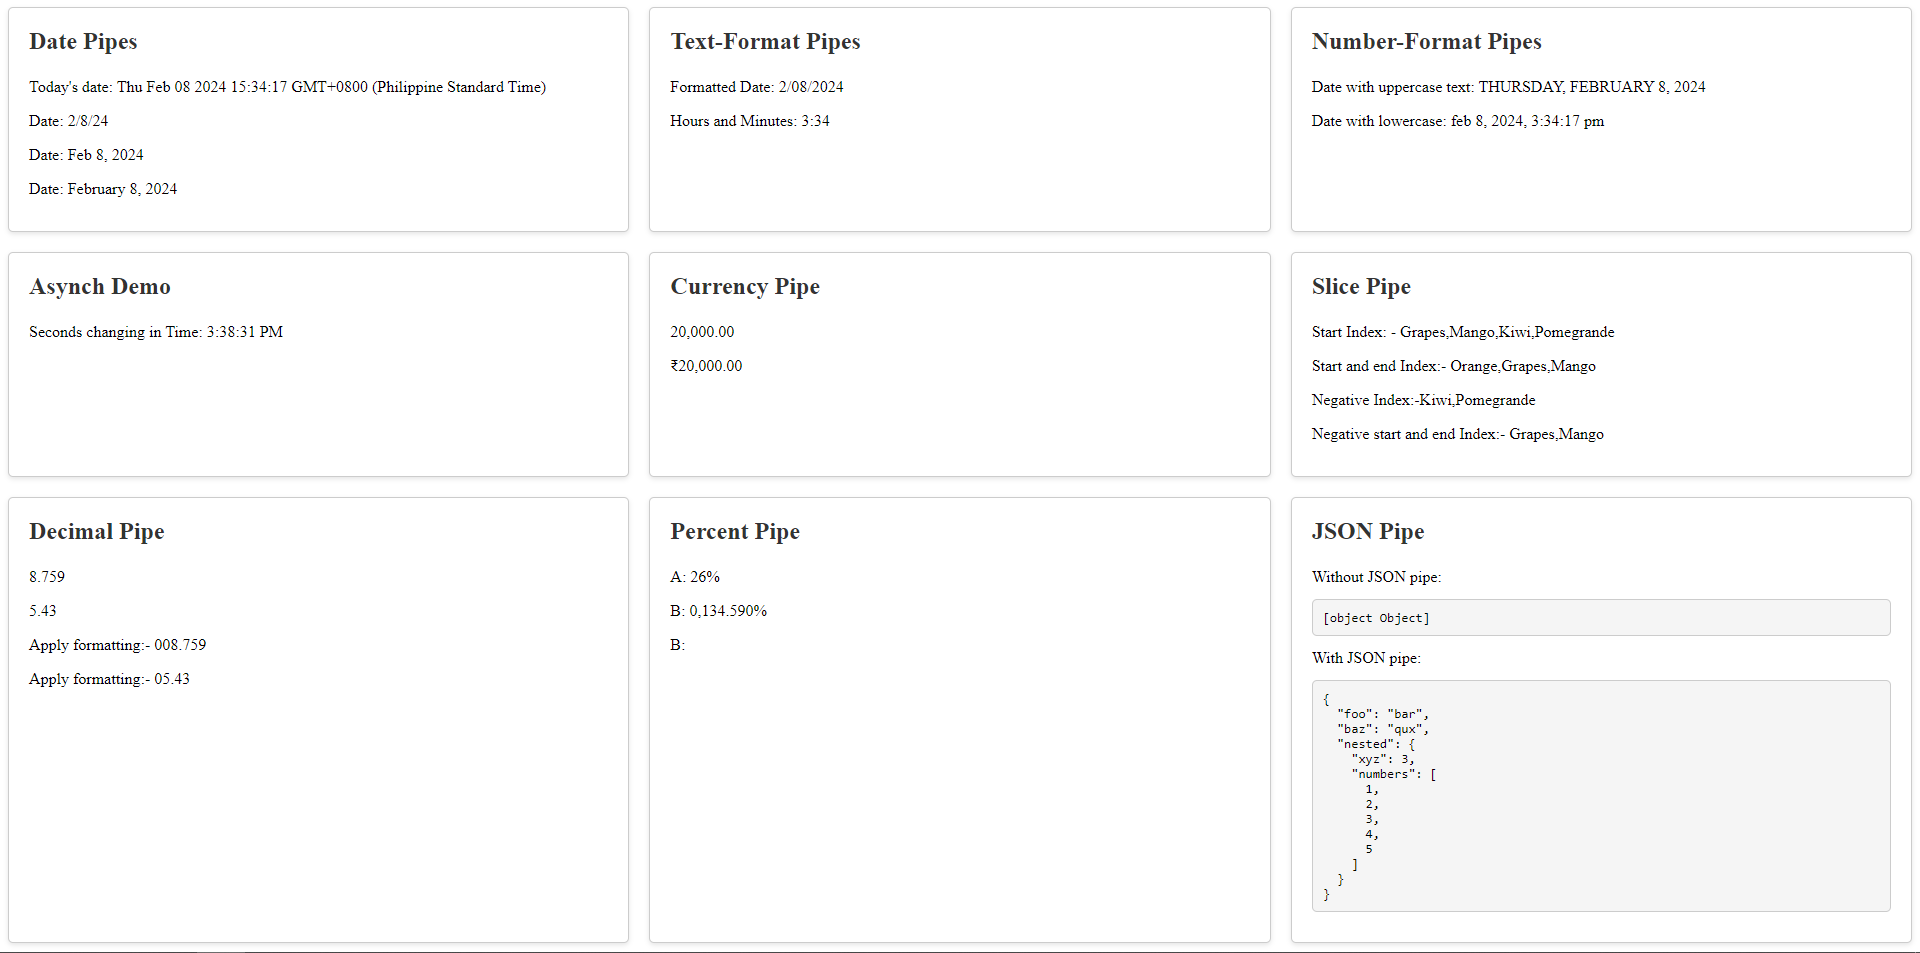 Date Pipes
Today's date: Thu Feb 08 2024 15:34:17 GMT+0800 (Philippine Standard Time)
Date: 2/8/24
Date: Feb 8, 2024
Date: February 8, 2024
Text-Format Pipes
Formatted Date: 2/08/2024
Hours and Minutes: 3:34
Number-Format Pipes
Date with uppercase text: THURSDAY, FEBRUARY 8, 2024
Date with lowercase: feb 8, 2024, 3:34:17 pm
Asynch Demo
Seconds changing in Time: 3:38:31 PM
Currency Pipe
20,000.00
₹20,000.00
Slice Pipe
Start Index: - Grapes,Mango,Kiwi,Pomegrande
Start and end Index:- Orange,Grapes,Mango
Negative Index:-Kiwi,Pomegrande
Negative start and end Index:- Grapes,Mango
Decimal Pipe
8.759
5.43
Apply formatting:- 008.759
Apply formatting:- 05.43
Percent Pipe
A: 26%
B: 0,134.590%
B:
JSON Pipe
Without JSON pipe:
[object Object]
With JSON pipe:
{
  "foo": "bar",
  "baz": "qux",
  "nested": {
    "xyz": 3,
    "numbers": [
      1,
      2,
      3,
      4,
      5
    ]
  }
}